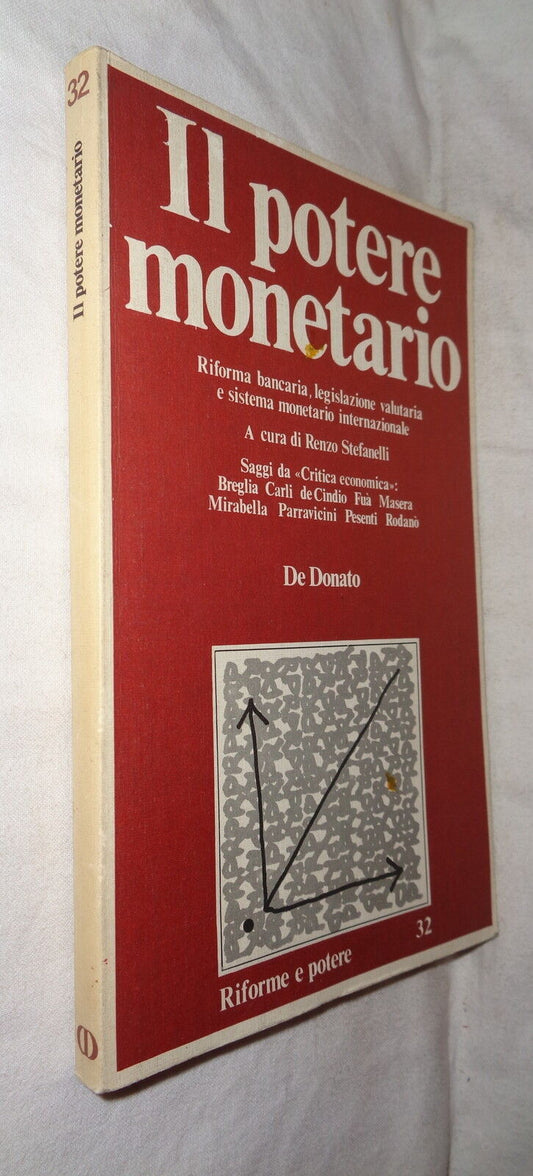 32
Il potere monetario
Il potere
monetario
Riforma bancaria, legislazione valutaria
e sistema monetario internazionale
A cura di Renzo Stefanelli
Saggi da «Critica economica»:
Breglia Carli de Cindio Fuà Masera
Mirabella Parravicini Pesenti Rodanò
De Donato
32
Riforme e potere